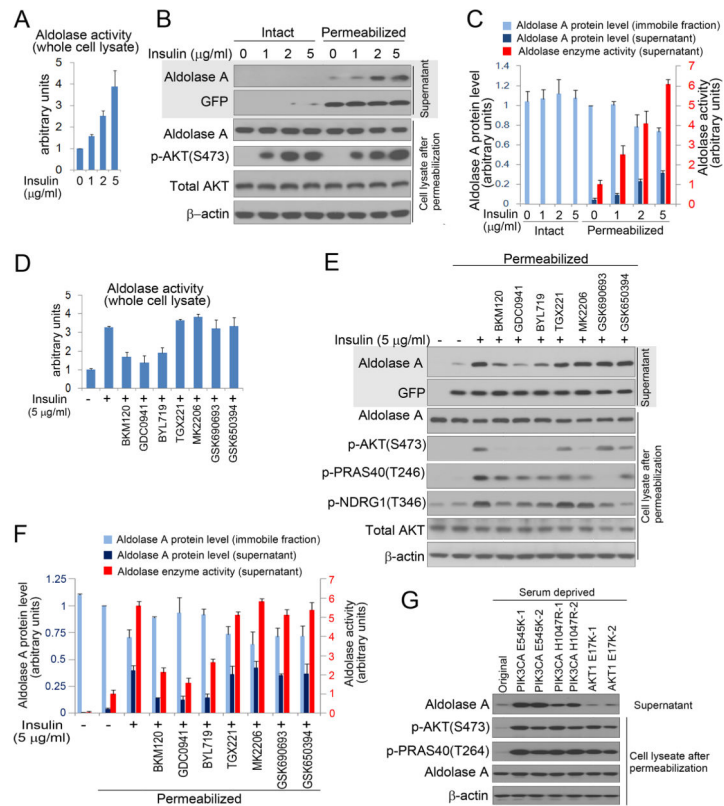 A
Aldolase activity
(whole cell lysate)
arbitrary units
5
4
3
2
1
0
Insulin
(μg/ml)
0 1 2 5
B
Intact Permeabilized
Insulin (μg/ml) 0 1 2 5 0 1 2 5
Aldolase A
GFP
Supernatant
Aldolase A
p-AKT(S473)
Total AKT
β-actin
Cell lysate after
permeabilization
C
Aldolase A protein level (immobile fraction)
Aldolase A protein level (supernatant)
Aldolase enzyme activity (supernatant)
Aldolase A protein level
(arbitrary units)
1.4
1.2
1
0.8
0.6
0.4
0.2
0
7
6
5
4
3
2
1
0
Aldolase activity
(arbitrary units)
Insulin
(μg/ml)
0 1 2 5 0 1 2 5
Intact Permeabilized
D
Aldolase activity
(whole cell lysate)
arbitrary units
5
4
3
2
1
0
Insulin
(5 μg/ml)
- + + + + + + + +
BKM120
GDC0941
BYL719
TGX221
MK2206
GSK690693
GSK650394
E
Permeabilized
BKM120
GDC0941
BYL719
TGX221
MK2206
GSK690693
GSK650394
Insulin (5 μg/ml) - - + + + + + + + +
Aldolase A
GFP
Supernatant
Aldolase A
p-AKT(S473)
p-PRAS40(T246)
p-NDRG1(T346)
Total AKT
β-actin
Cell lysate after
permeabilization
F
Aldolase A protein level (immobile fraction)
Aldolase A protein level (supernatant)
Aldolase enzyme activity (supernatant)
Aldolase A protein level
(arbitrary units)
1.25
1
0.75
0.5
0.25
0
7
6
5
4
3
2
1
0
Aldolase activity
(arbitrary units)
Insulin
(5 μg/ml)
- - + + + + + + + +
BKM120
GDC0941
BYL719
TGX221
MK2206
GSK690693
GSK650394
Permeabilized
G
Serum deprived
Original
PIK3CA E545K-1
PIK3CA E545K-2
PIK3CA H1047R-1
PIK3CA H1047R-2
AKT1 E17K-1
AKT1 E17K-2
Aldolase A
Supernatant
p-AKT(S473)
p-PRAS40(T264)
Aldolase A
β-actin
Cell lyseate after
permeabilization